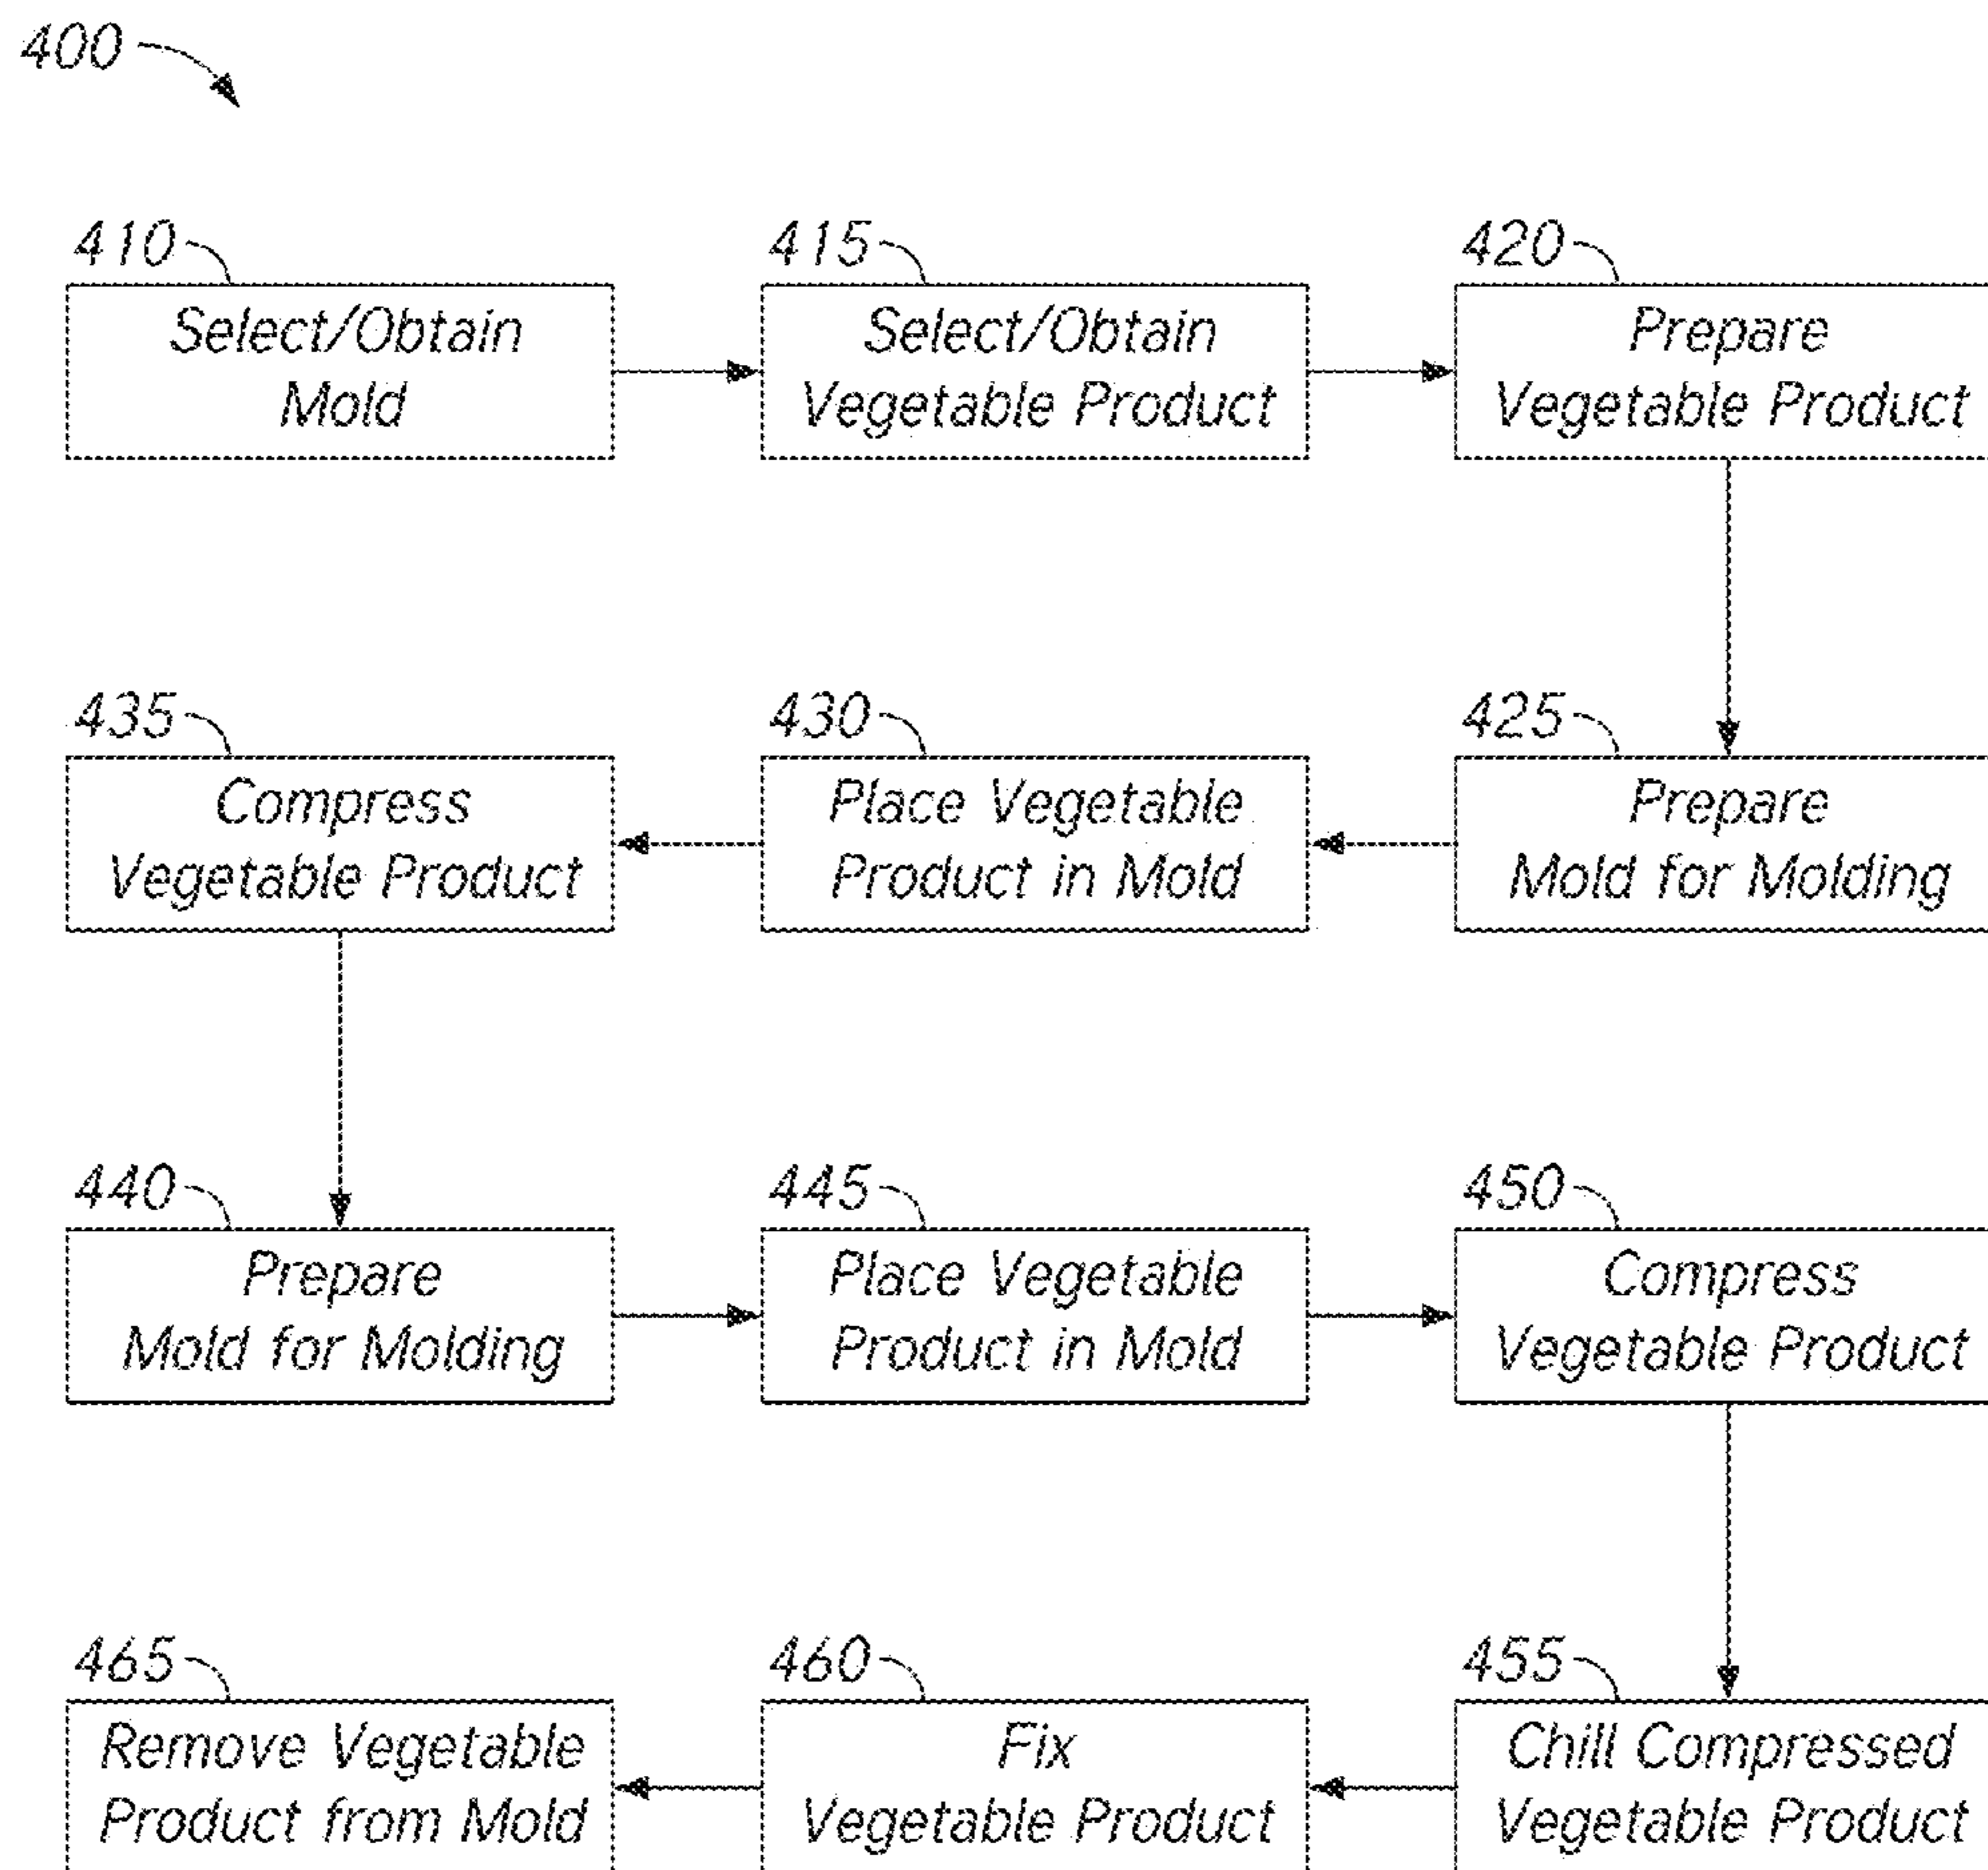 400
410
Select/Obtain
Mold
415
Select/Obtain
Vegetable Product
420
Prepare
Vegetable Product
425
Prepare
Mold for Molding
430
Place Vegetable
Product in Mold
435
Compress
Vegetable Product
440
Prepare
Mold for Molding
445
Place Vegetable
Product in Mold
450
Compress
Vegetable Product
455
Chill Compressed
Vegetable Product
460
Fix
Vegetable Product
465
Remove Vegetable
Product from Mold